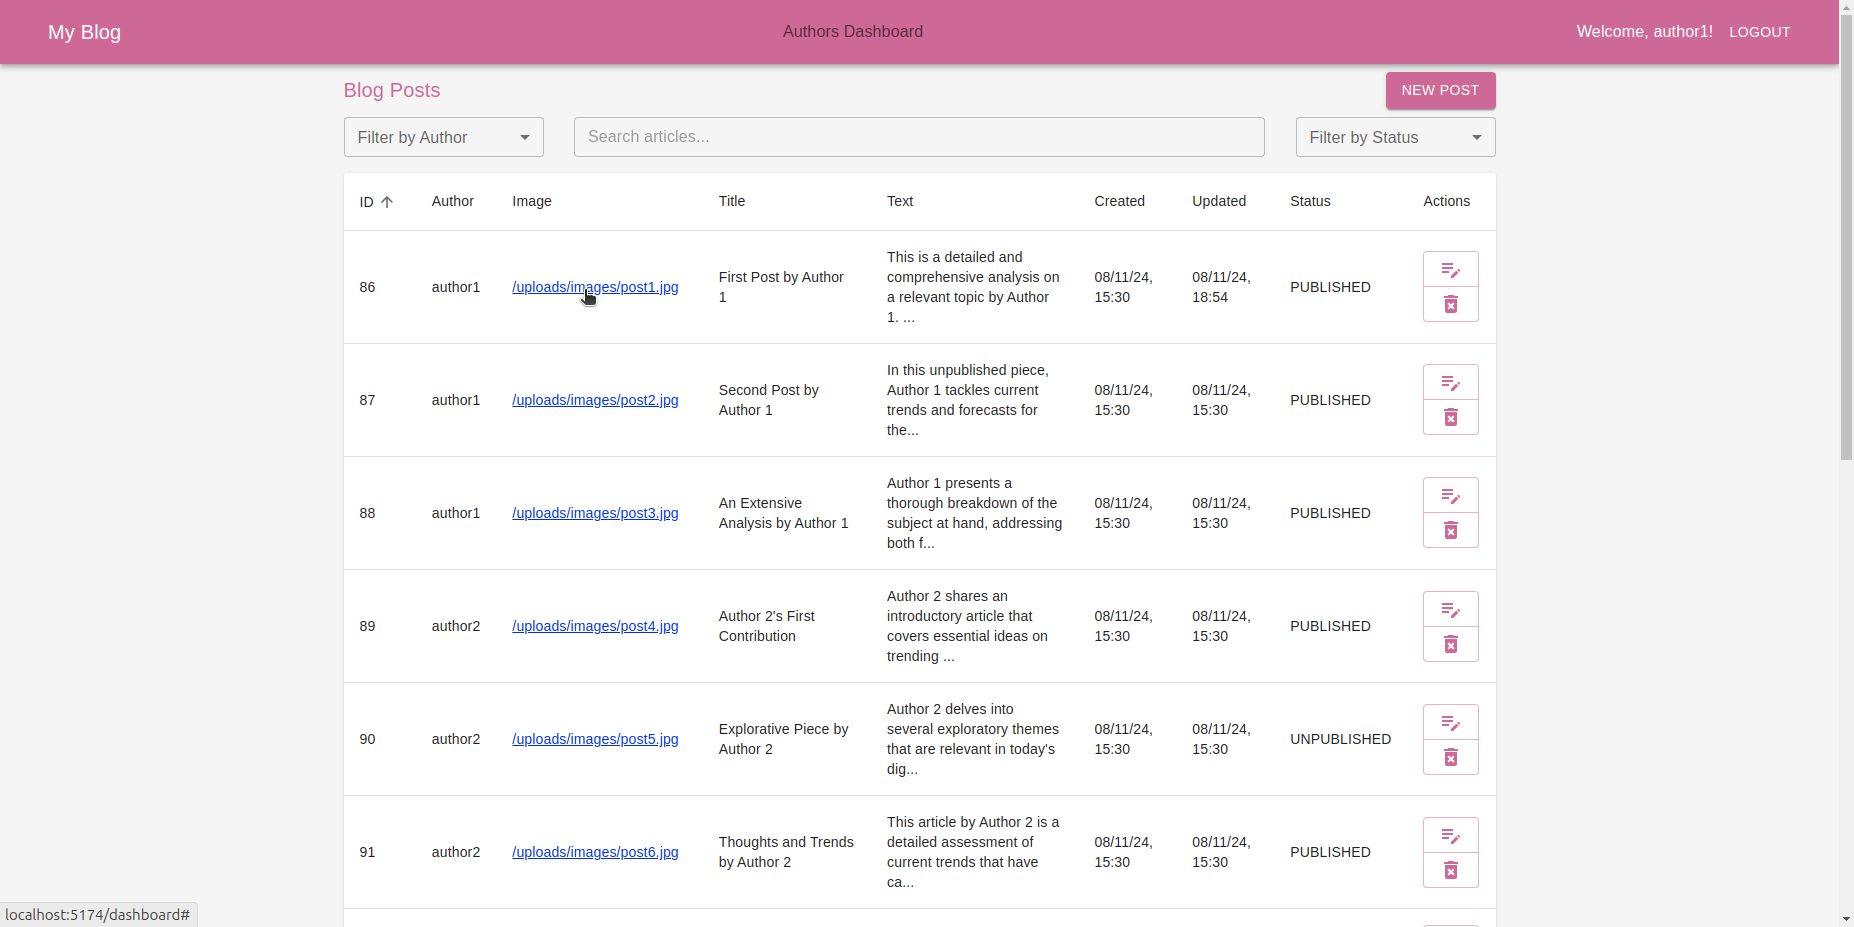 My Blog
Authors Dashboard
Welcome, author1!
LOGOUT
Blog Posts
NEW POST
Filter by Author
Search articles...
Filter by Status
ID Author Image Title Text Created Updated Status Actions
86
author1
/uploads/images/post1.jpg
First Post by Author
1
This is a detailed and
comprehensive analysis on
a relevant topic by Author
1. ...
08/11/24,
15:30
08/11/24,
18:54
PUBLISHED
87
author1
/uploads/images/post2.jpg
Second Post by
Author 1
In this unpublished piece,
Author 1 tackles current
trends and forecasts for
the...
08/11/24,
15:30
08/11/24,
15:30
PUBLISHED
88
author1
/uploads/images/post3.jpg
An Extensive
Analysis by Author 1
Author 1 presents a
thorough breakdown of the
subject at hand, addressing
both f...
08/11/24,
15:30
08/11/24,
15:30
PUBLISHED
89
author2
/uploads/images/post4.jpg
Author 2's First
Contribution
Author 2 shares an
introductory article that
covers essential ideas on
trending ...
08/11/24,
15:30
08/11/24,
15:30
PUBLISHED
90
author2
/uploads/images/post5.jpg
Explorative Piece by
Author 2
Author 2 delves into
several exploratory themes
that are relevant in today's
dig...
08/11/24,
15:30
08/11/24,
15:30
UNPUBLISHED
91
author2
/uploads/images/post6.jpg
Thoughts and Trends
by Author 2
This article by Author 2 is a
detailed assessment of
current trends that have
ca...
08/11/24,
15:30
08/11/24,
15:30
PUBLISHED
localhost:5174/dashboard#